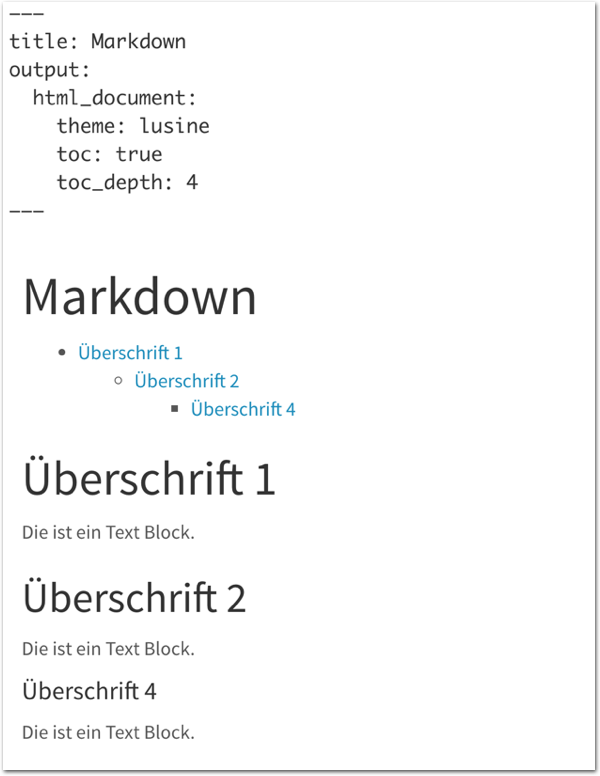 ---
title: Markdown
output:
  html_document:
    theme: lusine
    toc: true
    toc_depth: 4
---
Markdown
Überschrift 1
Überschrift 2
Überschrift 4
Überschrift 1
Die ist ein Text Block.
Überschrift 2
Die ist ein Text Block.
Überschrift 4
Die ist ein Text Block.